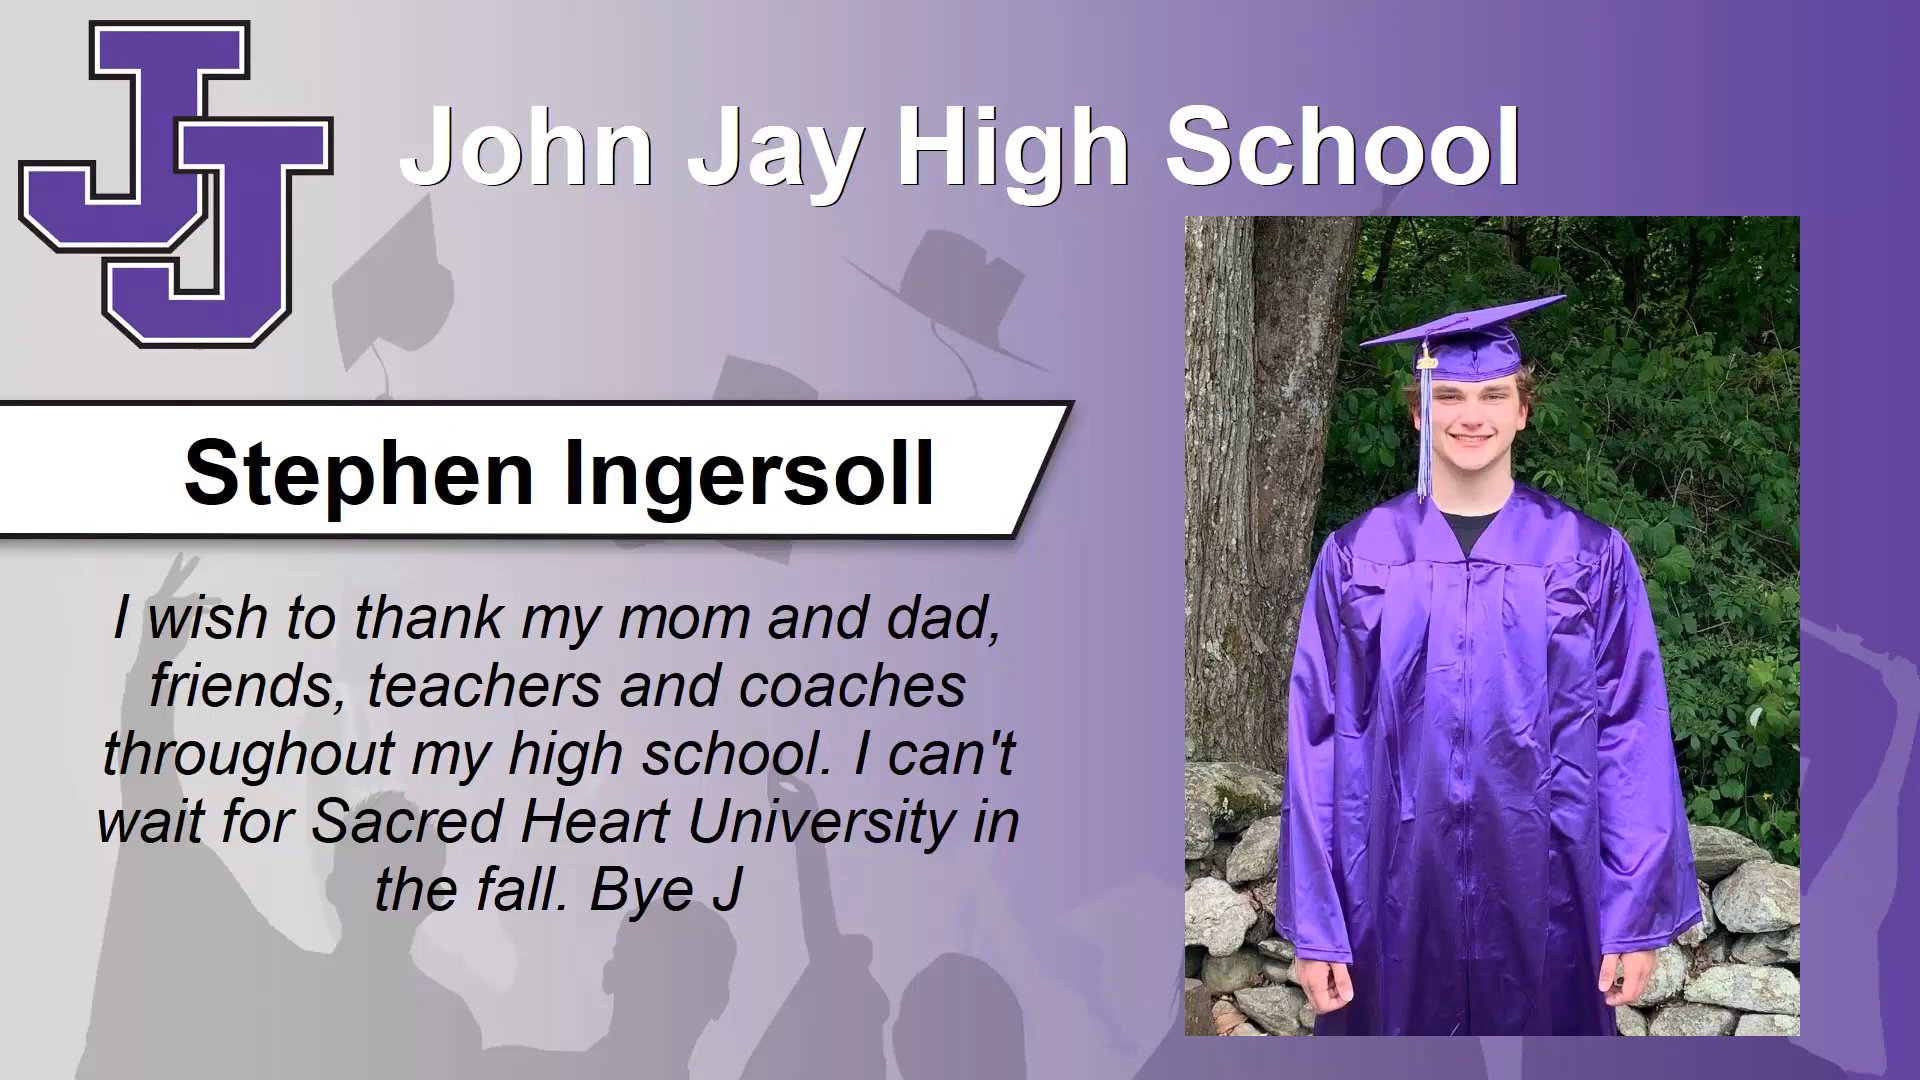 JJ
John Jay High School
Stephen Ingersoll
I wish to thank my mom and dad,
friends, teachers and coaches
throughout my high school. I can't
wait for Sacred Heart University in
the fall. Bye J